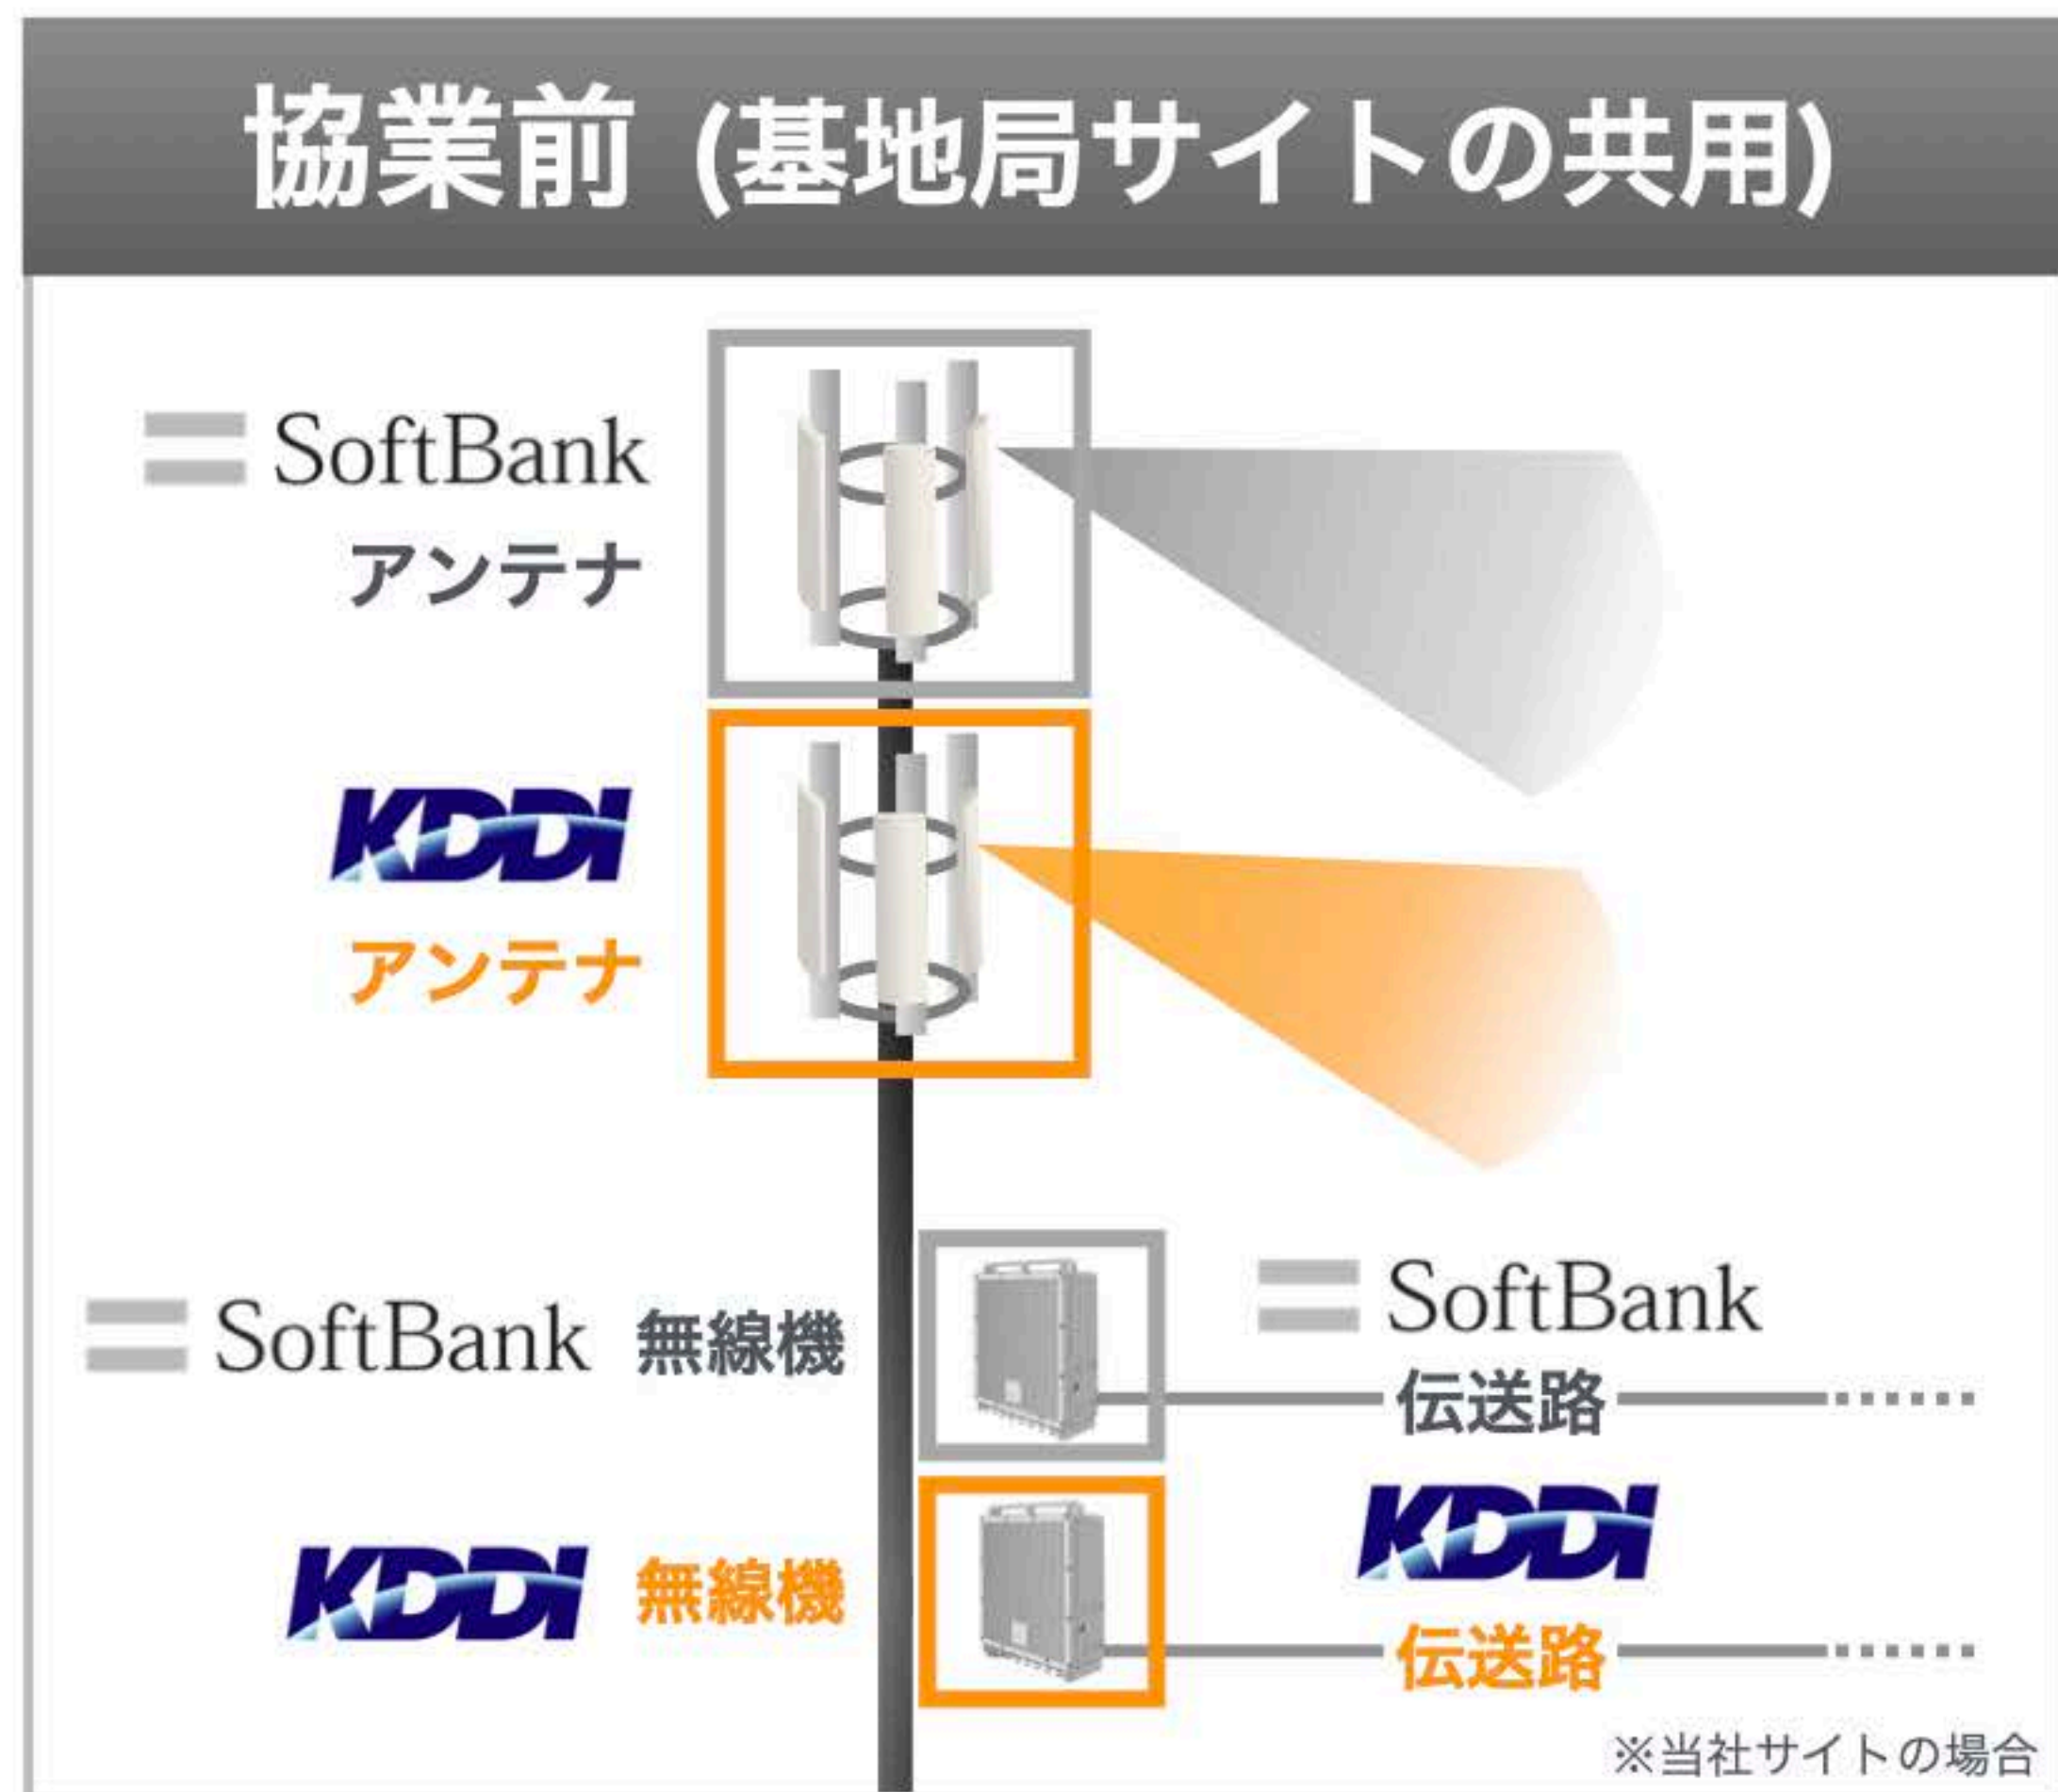 協業前 (基地局サイトの共用)
SoftBank
アンテナ
KDDI
アンテナ
SoftBank 無線機
SoftBank
伝送路
KDDI 無線機
KDDI
伝送路
※当社サイトの場合